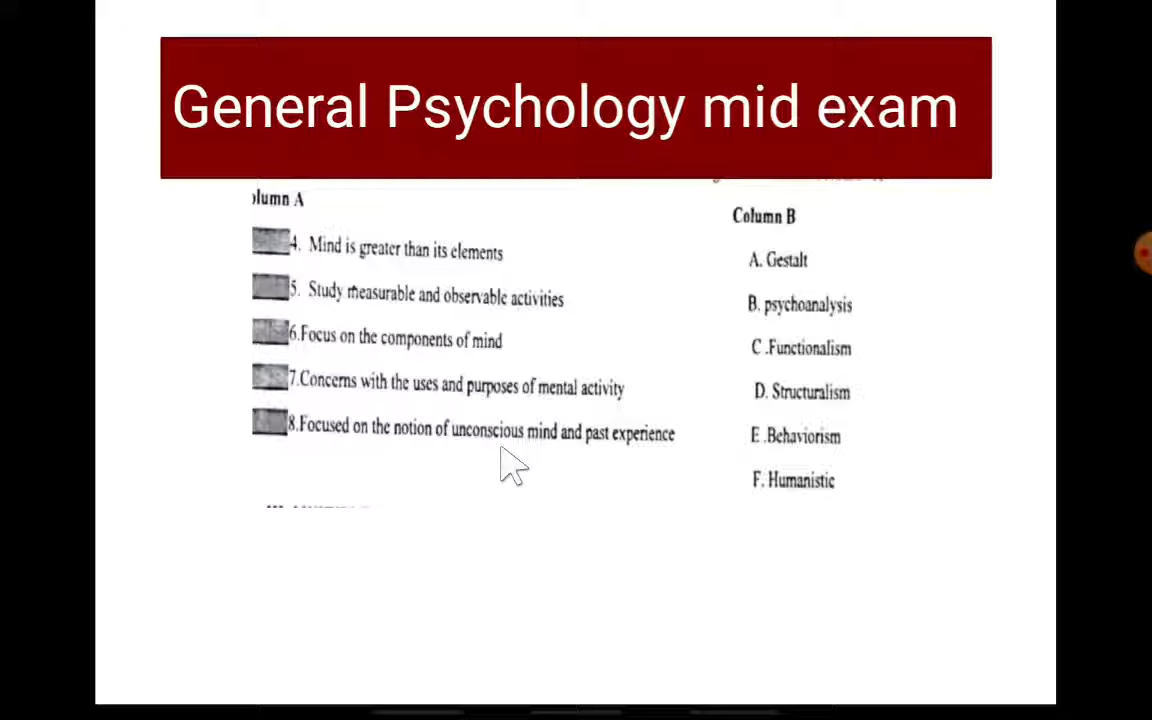 General Psychology mid exam
olumn A
Column B
4. Mind is greater than its elements
A. Gestalt
5. Study measurable and observable activities
B. psychoanalysis
6.Focus on the components of mind
C .Functionalism
7.Concerns with the uses and purposes of mental activity
D. Structuralism
8.Focused on the notion of unconscious mind and past experience
E .Behaviorism
F. Humanistic